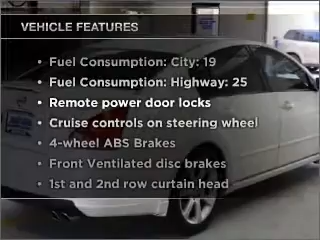 VEHICLE FEATURES
• Fuel Consumption: City: 19
• Fuel Consumption: Highway: 25
• Remote power door locks
• Cruise controls on steering wheel
• 4-wheel ABS Brakes
• Front Ventilated disc brakes
• 1st and 2nd row curtain head